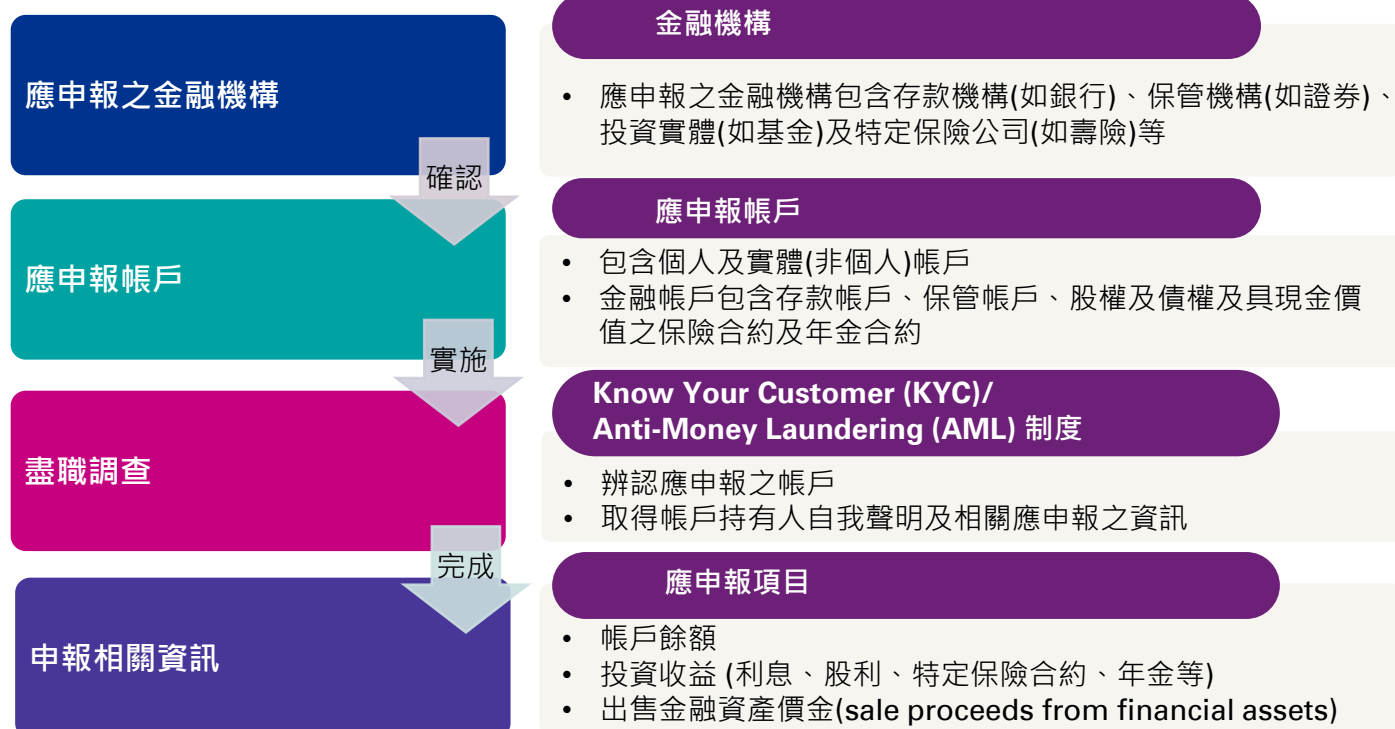 應申報之金融機構
金融機構
• 應申報之金融機構包含存款機構(如銀行)、保管機構(如證券)、
投資實體(如基金)及特定保險公司(如壽險)等
確認
應申報帳戶
應申報帳戶
• 包含個人及實體(非個人)帳戶
• 金融帳戶包含存款帳戶、保管帳戶、股權及債權及具現金價
值之保險合約及年金合約
實施
盡職調查
Know Your Customer (KYC)/
Anti-Money Laundering (AML) 制度
• 辨認應申報之帳戶
• 取得帳戶持有人自我聲明及相關應申報之資訊
完成
申報相關資訊
應申報項目
• 帳戶餘額
• 投資收益 (利息、股利、特定保險合約、年金等)
• 出售金融資產價金(sale proceeds from financial assets)